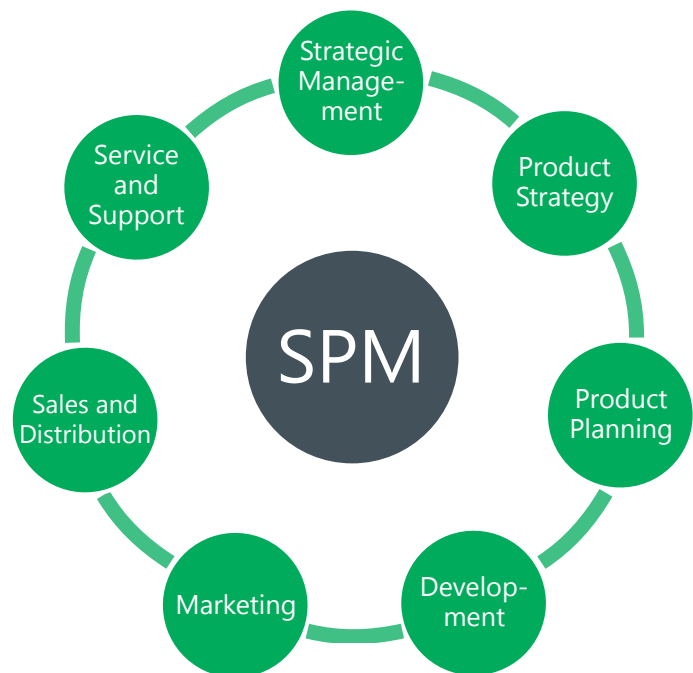 Strategic
Manage-
ment
Product
Strategy
Product
Planning
Develop-
ment
Marketing
Sales and
Distribution
Service
and
Support
SPM